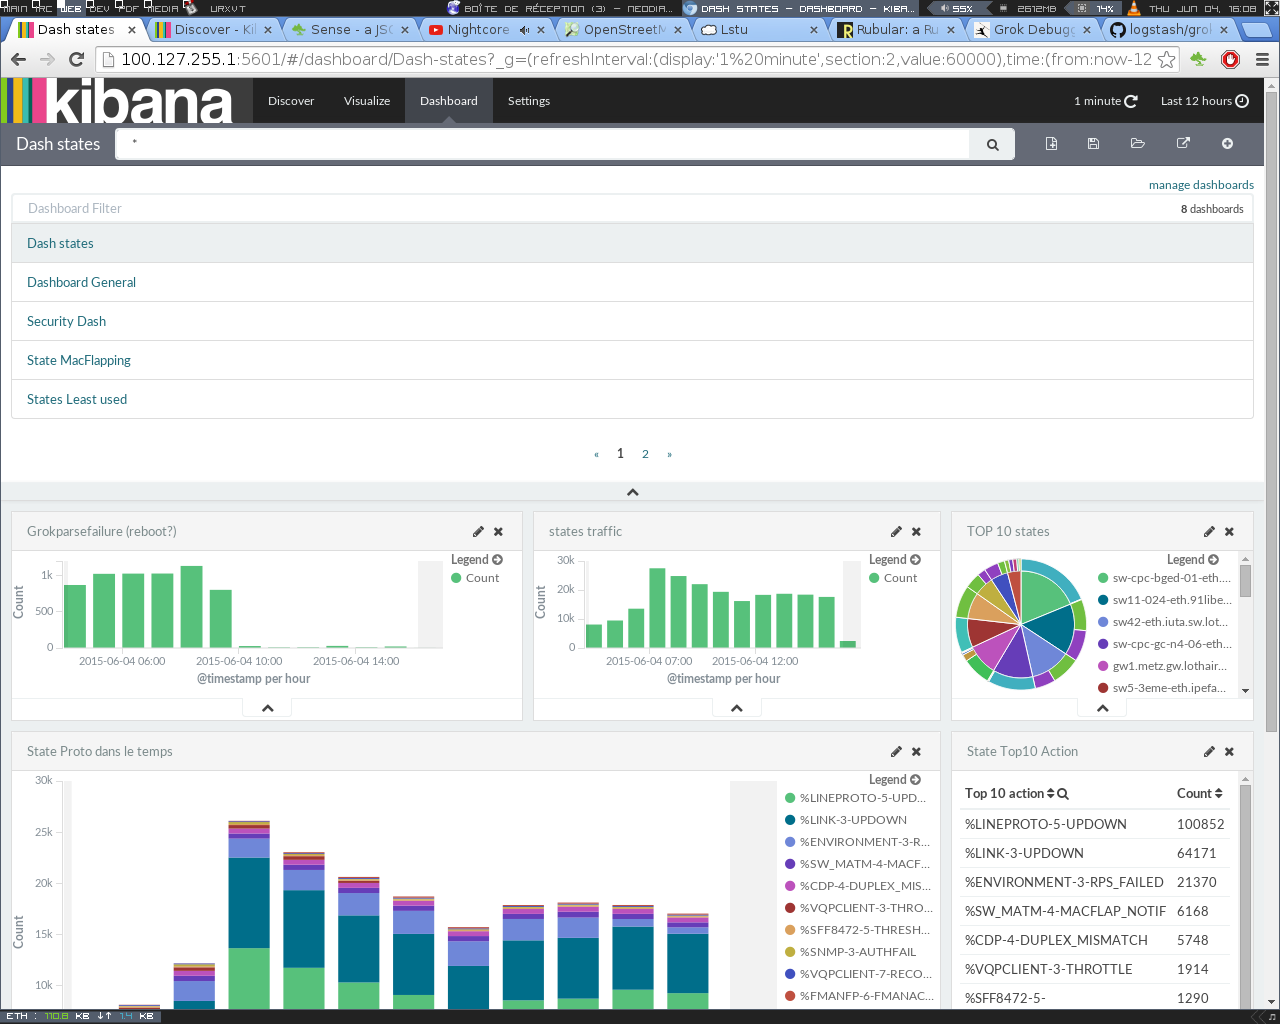 MAIN ARC WEB DEV PDF MEDIA URXVT
BOÎTE DE RÉCEPTION (3) – NEODIA... DASH STATES – DASHBOARD – KIBA... 55% 2612MB 14% THU JUN 04, 16:08
Dash states Discover - Ki Sense - a JSO Nightcore OpenStreetM Lstu Rubular: a Ru Grok Debugg logstash/grol
100.127.255.1:5601/#/dashboard/Dash-states?_g=(refreshInterval:(display:'1%20minute',section:2,value:60000),time:(from:now-12
kibana Discover Visualize Dashboard Settings 1 minute Last 12 hours
Dash states *
manage dashboards
Dashboard Filter 8 dashboards
Dash states
Dashboard General
Security Dash
State MacFlapping
States Least used
« 1 2 »
Grokparsefailure (reboot?)
Legend
Count
1k
500
0
Count
2015-06-04 06:00 2015-06-04 10:00 2015-06-04 14:00
@timestamp per hour
states traffic
Legend
Count
30k
20k
10k
0
Count
2015-06-04 07:00 2015-06-04 12:00
@timestamp per hour
TOP 10 states
Legend
sw-cpc-bged-01-eth....
sw11-024-eth.91libe...
sw42-eth.iuta.sw.lot...
sw-cpc-gc-n4-06-eth...
gw1.metz.gw.lothair...
sw5-3eme-eth.ipefa...
State Proto dans le temps
Legend
30k
25k
20k
15k
10k
Count
%LINEPROTO-5-UPD...
%LINK-3-UPDOWN
%ENVIRONMENT-3-R...
%SW_MATM-4-MACF...
%CDP-4-DUPLEX_MIS...
%VQPCLIENT-3-THRO...
%SFF8472-5-THRESH...
%SNMP-3-AUTHFAIL
%VQPCLIENT-7-RECO...
%FMANFP-6-FMANAC...
State Top10 Action
Top 10 action Count
%LINEPROTO-5-UPDOWN 100852
%LINK-3-UPDOWN 64171
%ENVIRONMENT-3-RPS_FAILED 21370
%SW_MATM-4-MACFLAP_NOTIF 6168
%CDP-4-DUPLEX_MISMATCH 5748
%VQPCLIENT-3-THROTTLE 1914
%SFF8472-5- 1290
ETH : 110.8 KB 1.4 KB